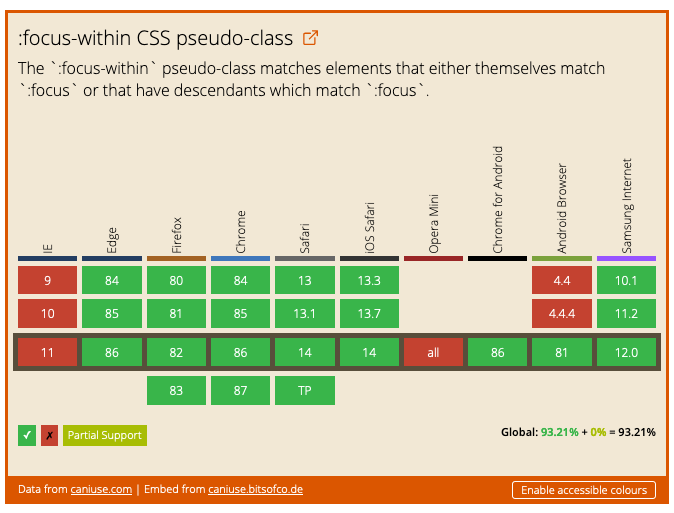 :focus-within CSS pseudo-class
The `:focus-within` pseudo-class matches elements that either themselves match
`:focus` or that have descendants which match `:focus`.
IE Edge Firefox Chrome Safari iOS Safari Opera Mini Chrome for Android Android Browser Samsung Internet
9 84 80 84 13 13.3 4.4 10.1
10 85 81 85 13.1 13.7 4.4.4 11.2
11 86 82 86 14 14 all 86 81 12.0
83 87 TP
✓ ✗ Partial Support Global: 93.21% + 0% = 93.21%
Data from caniuse.com | Embed from caniuse.bitsofco.de Enable accessible colours